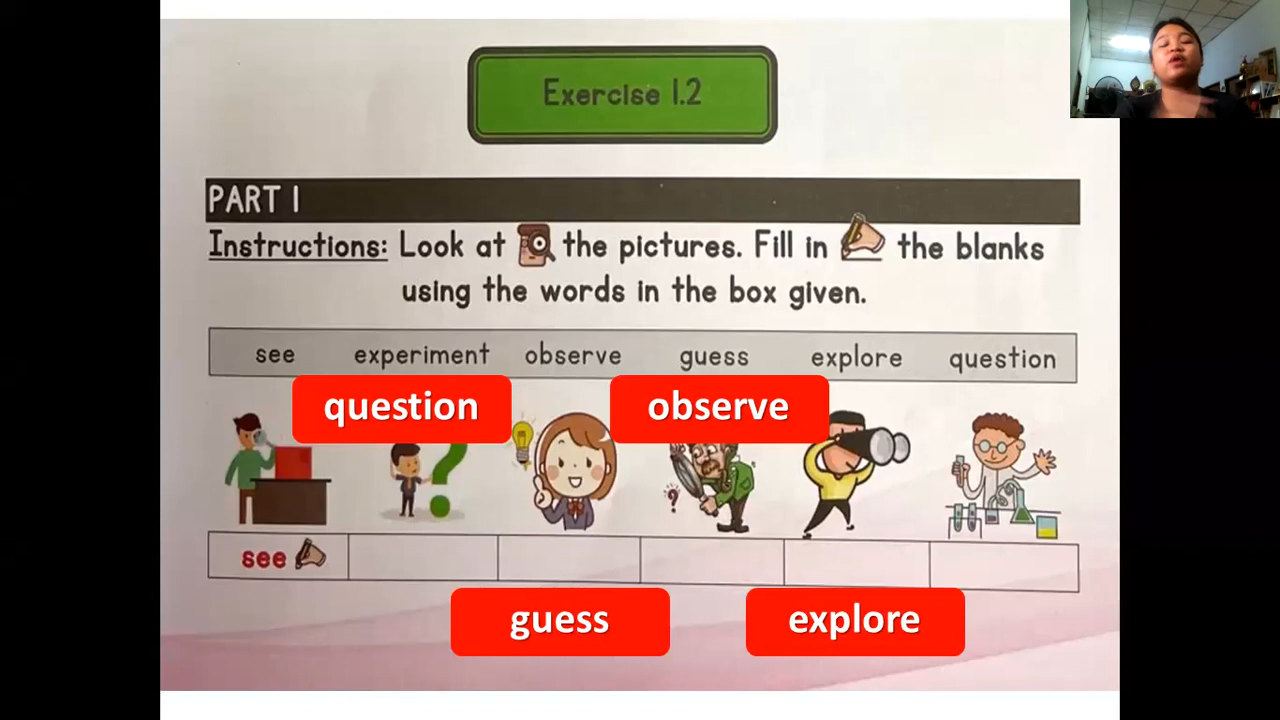 Exercise 1.2
PART 1
Instructions: Look at the pictures. Fill in the blanks
using the words in the box given.
see experiment observe guess explore question
question observe
?
?
see
guess explore